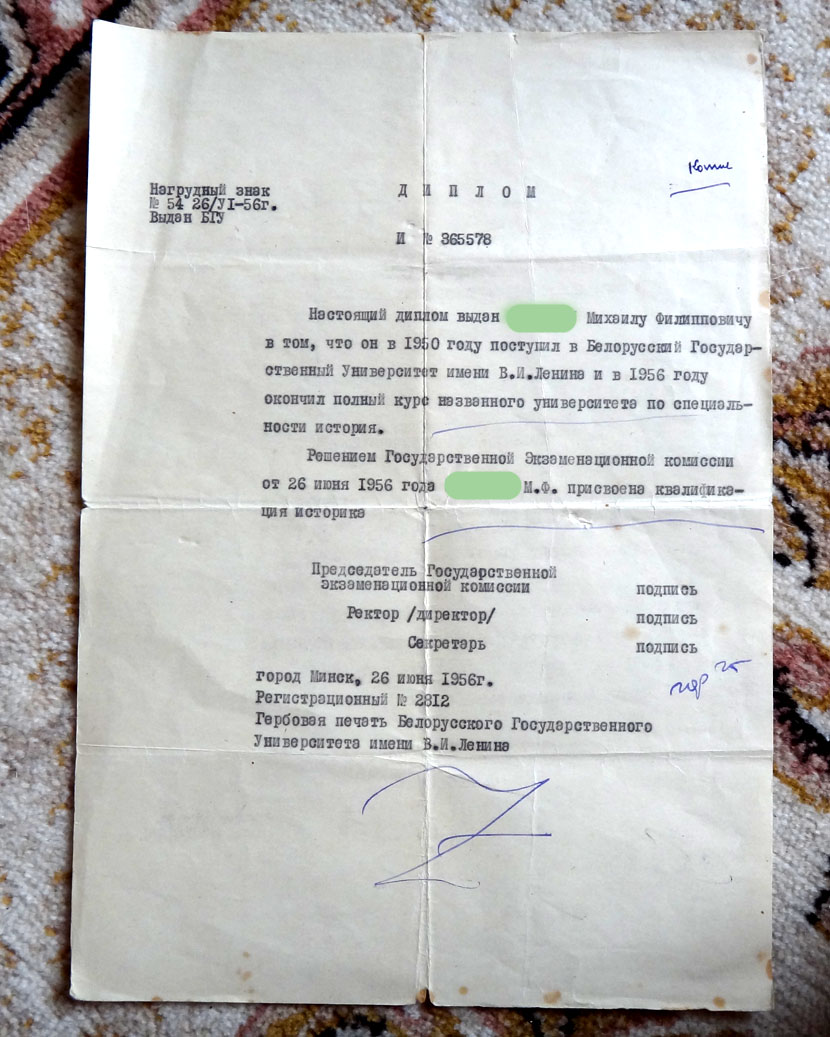 Копия
Нагрудный знак
№ 54 26/УІ-56г.
Выдан БГУ
Д И П Л О М
И № 365578
Настоящий диплом выдан Михаилу Филипповичу
в том, что он в 1950 году поступил в Белорусский Государ-
ственный Университет имени В.И.Ленина и в 1956 году
окончил полный курс названного университета по специаль-
ности история.
Решением Государственной Экзаменационной комиссии
от 26 июня 1956 года М.Ф. присвоена квалифика-
ция историка
Председатель Государственной
экзаменационной комиссии подпись
Ректор /директор/ подпись
Секретарь подпись
город Минск, 26 июня 1956г.
Регистрационный № 2812
Гербовая печать Белорусского Государственного
Университета имени В.И.Ленина